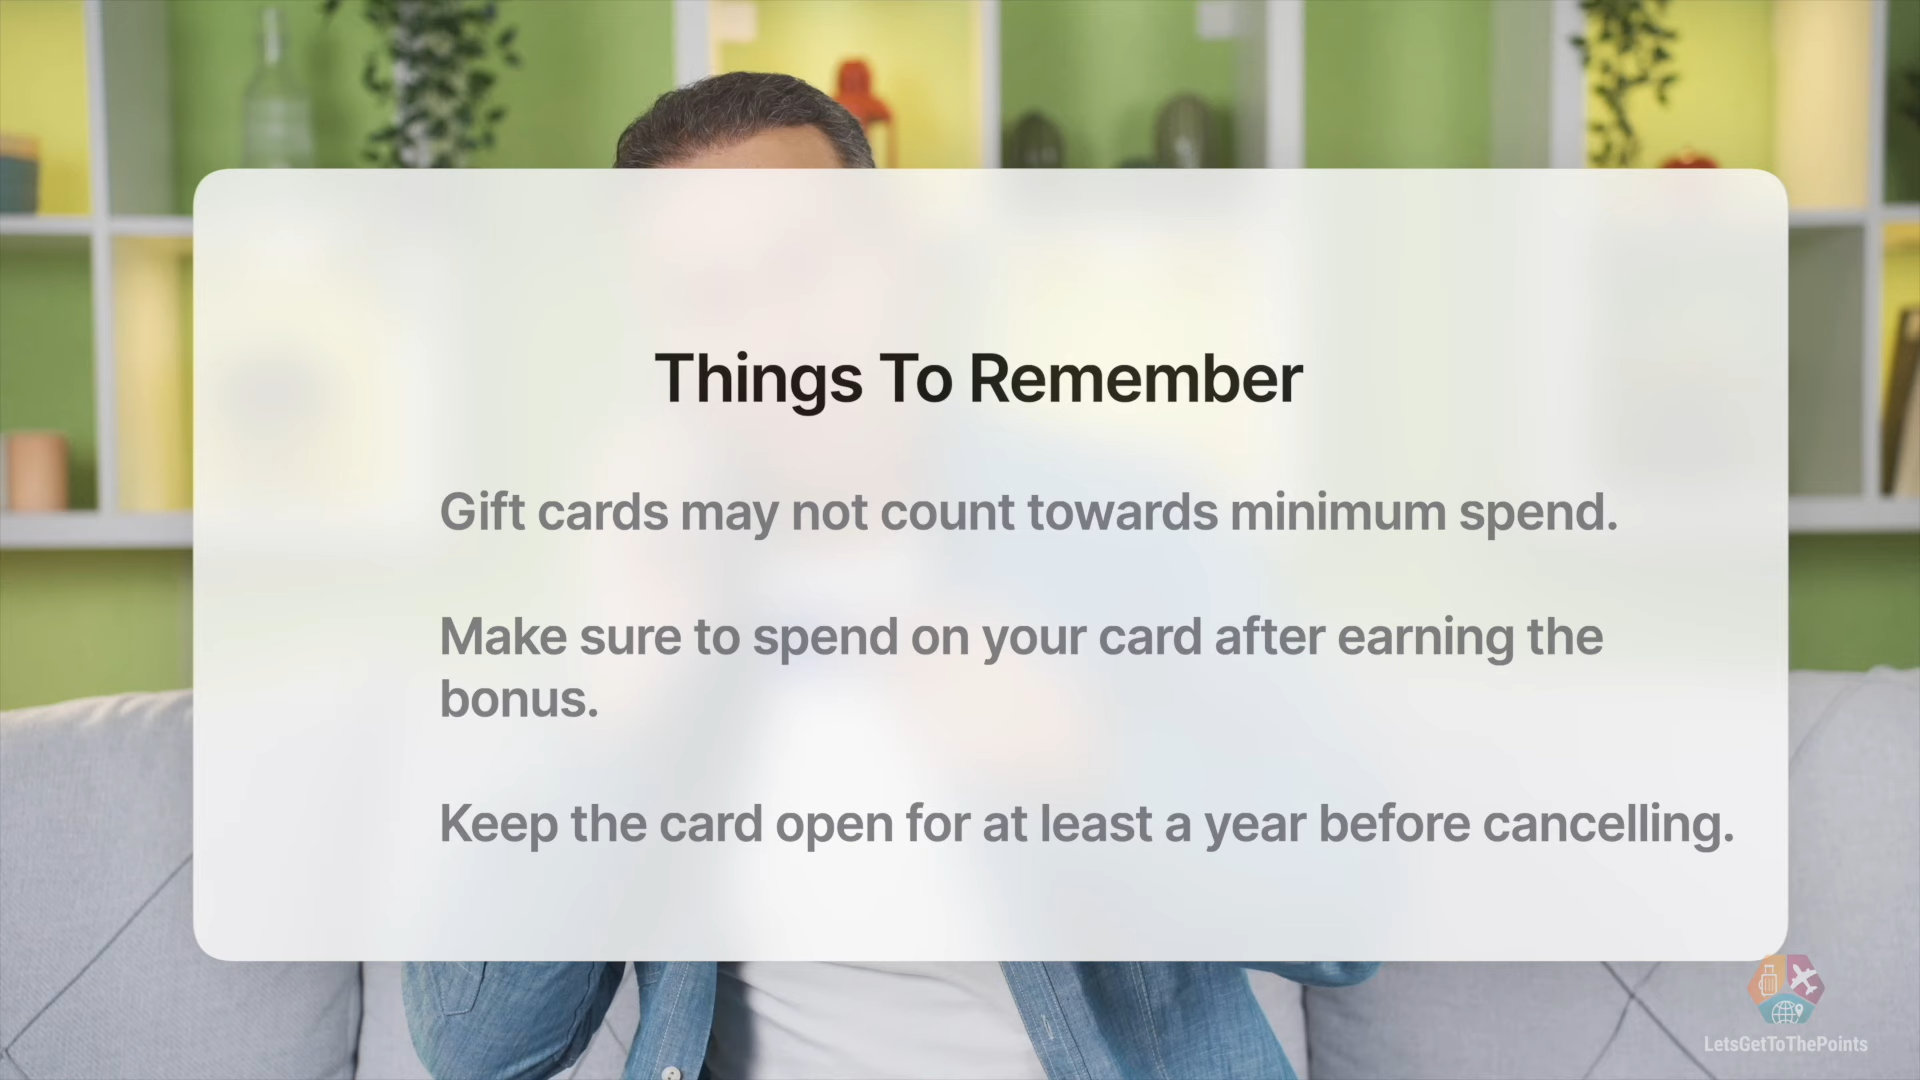 Things To Remember
Gift cards may not count towards minimum spend.
Make sure to spend on your card after earning the
bonus.
Keep the card open for at least a year before cancelling.
LetsGetToThePoints